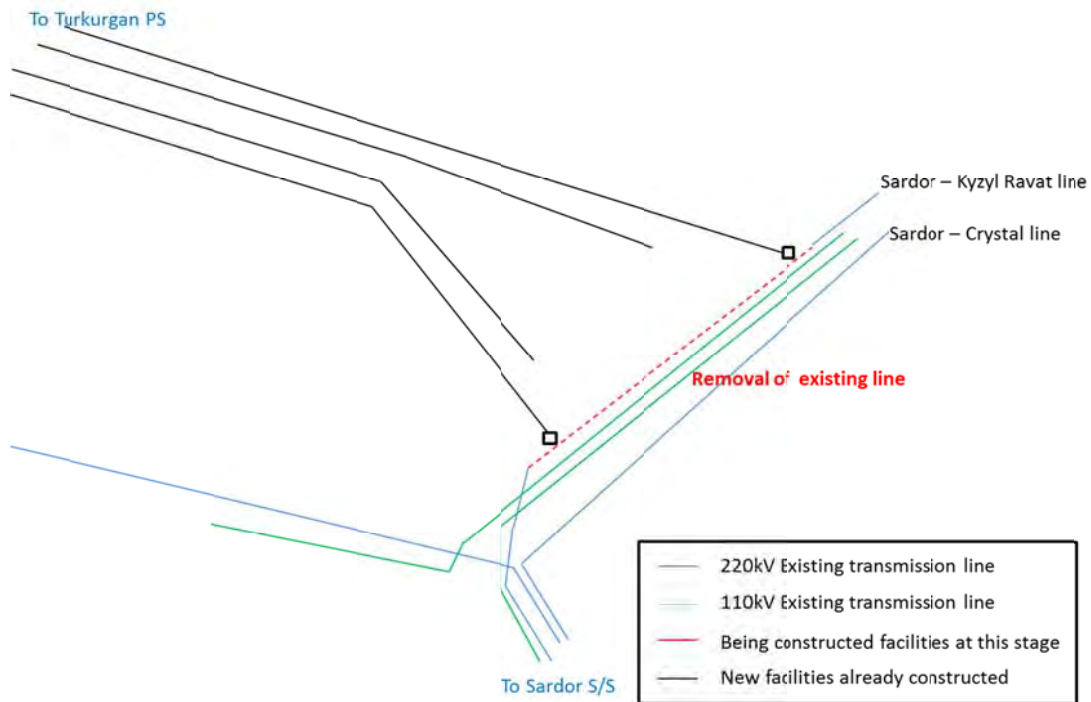 To Turkurgan PS
Sardor – Kyzyl Ravat line
Sardor – Crystal line
Removal of existing line
220kV Existing transmission line
110kV Existing transmission line
Being constructed facilities at this stage
New facilities already constructed
To Sardor S/S